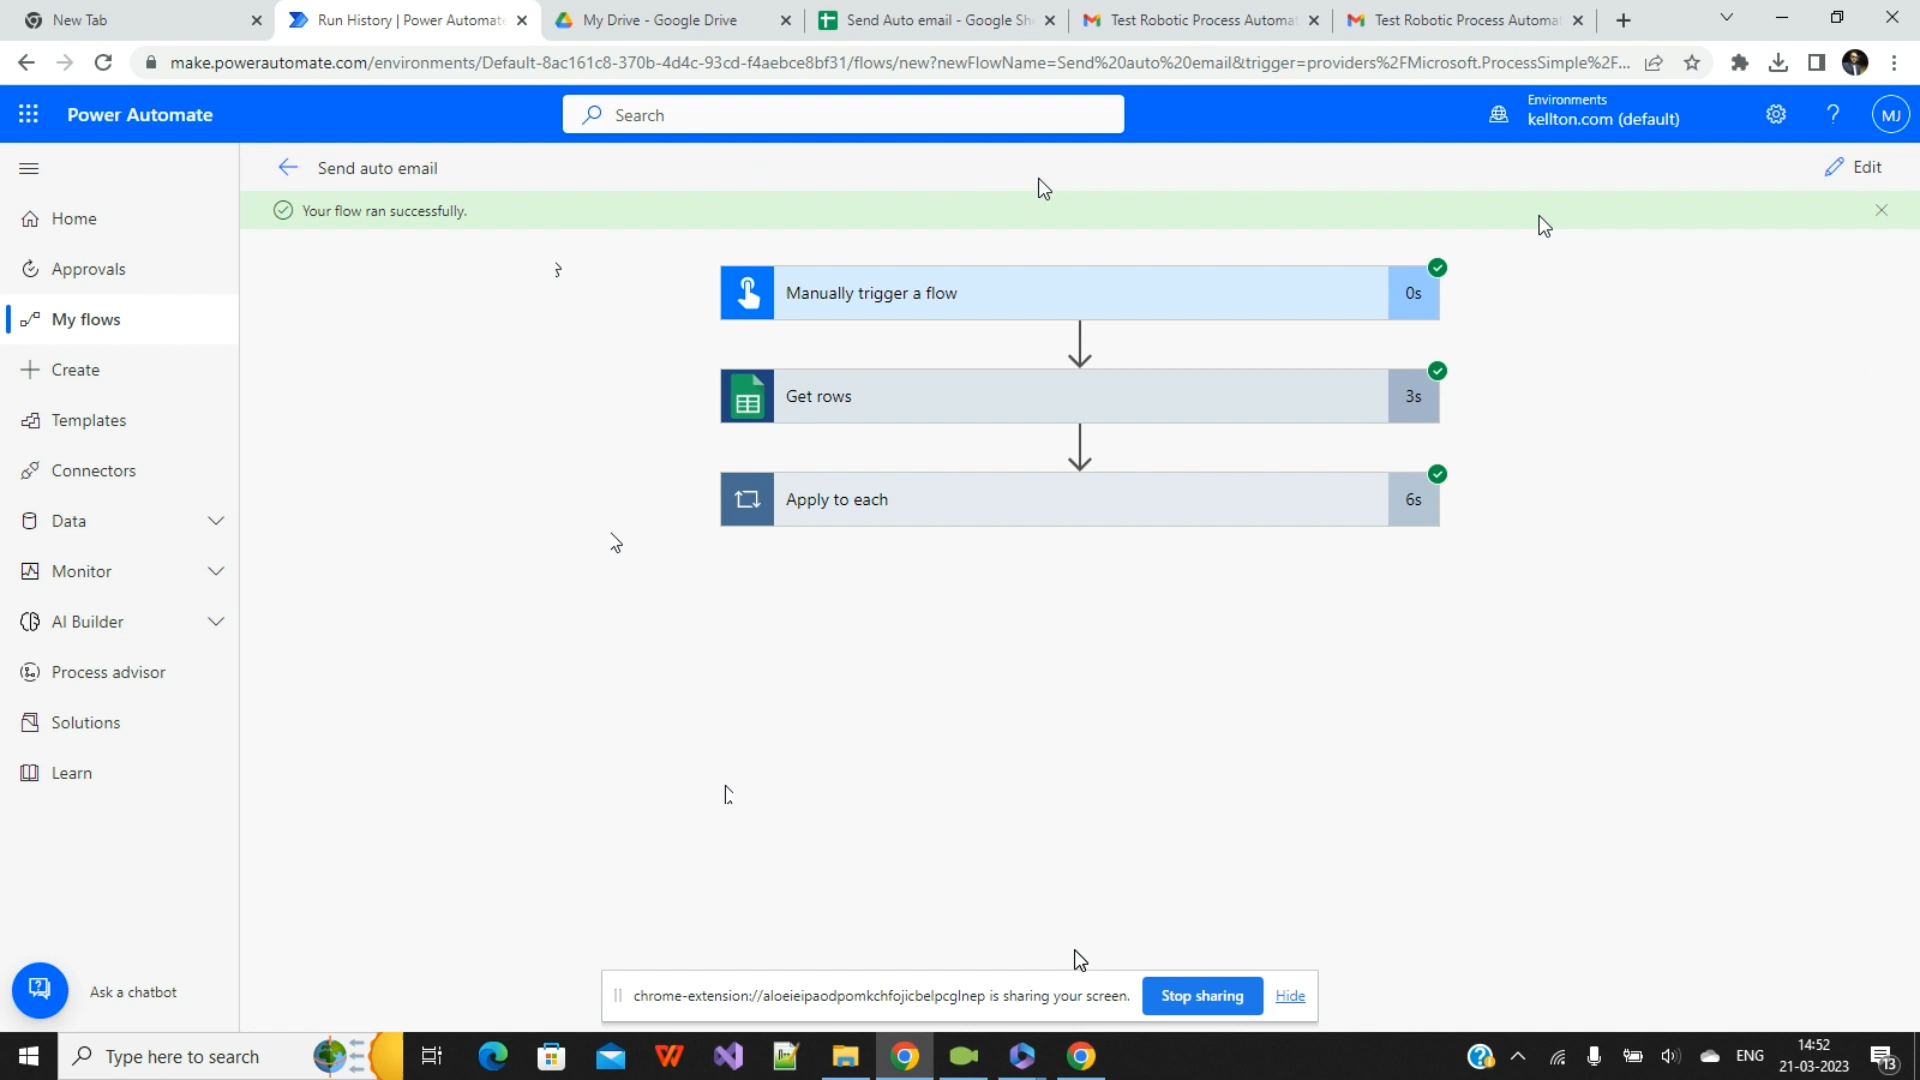 New Tab
Run History | Power Automate
My Drive - Google Drive
Send Auto email - Google Sh
Test Robotic Process Automat
Test Robotic Process Automat
make.powerautomate.com/environments/Default-8ac161c8-370b-4d4c-93cd-f4aebce8bf31/flows/new?newFlowName=Send%20auto%20email&trigger=providers%2FMicrosoft.ProcessSimple%2F...
Power Automate
Search
Environments
kellton.com (default)
?
MJ
Send auto email
Edit
Your flow ran successfully.
Home
Approvals
My flows
Create
Templates
Connectors
Data
Monitor
AI Builder
Process advisor
Solutions
Learn
Manually trigger a flow
0s
Get rows
3s
Apply to each
6s
Ask a chatbot
chrome-extension://aloeieipaodpomkchfojicbelpcglnep is sharing your screen.
Stop sharing
Hide
Type here to search
ENG
14:52
21-03-2023
13